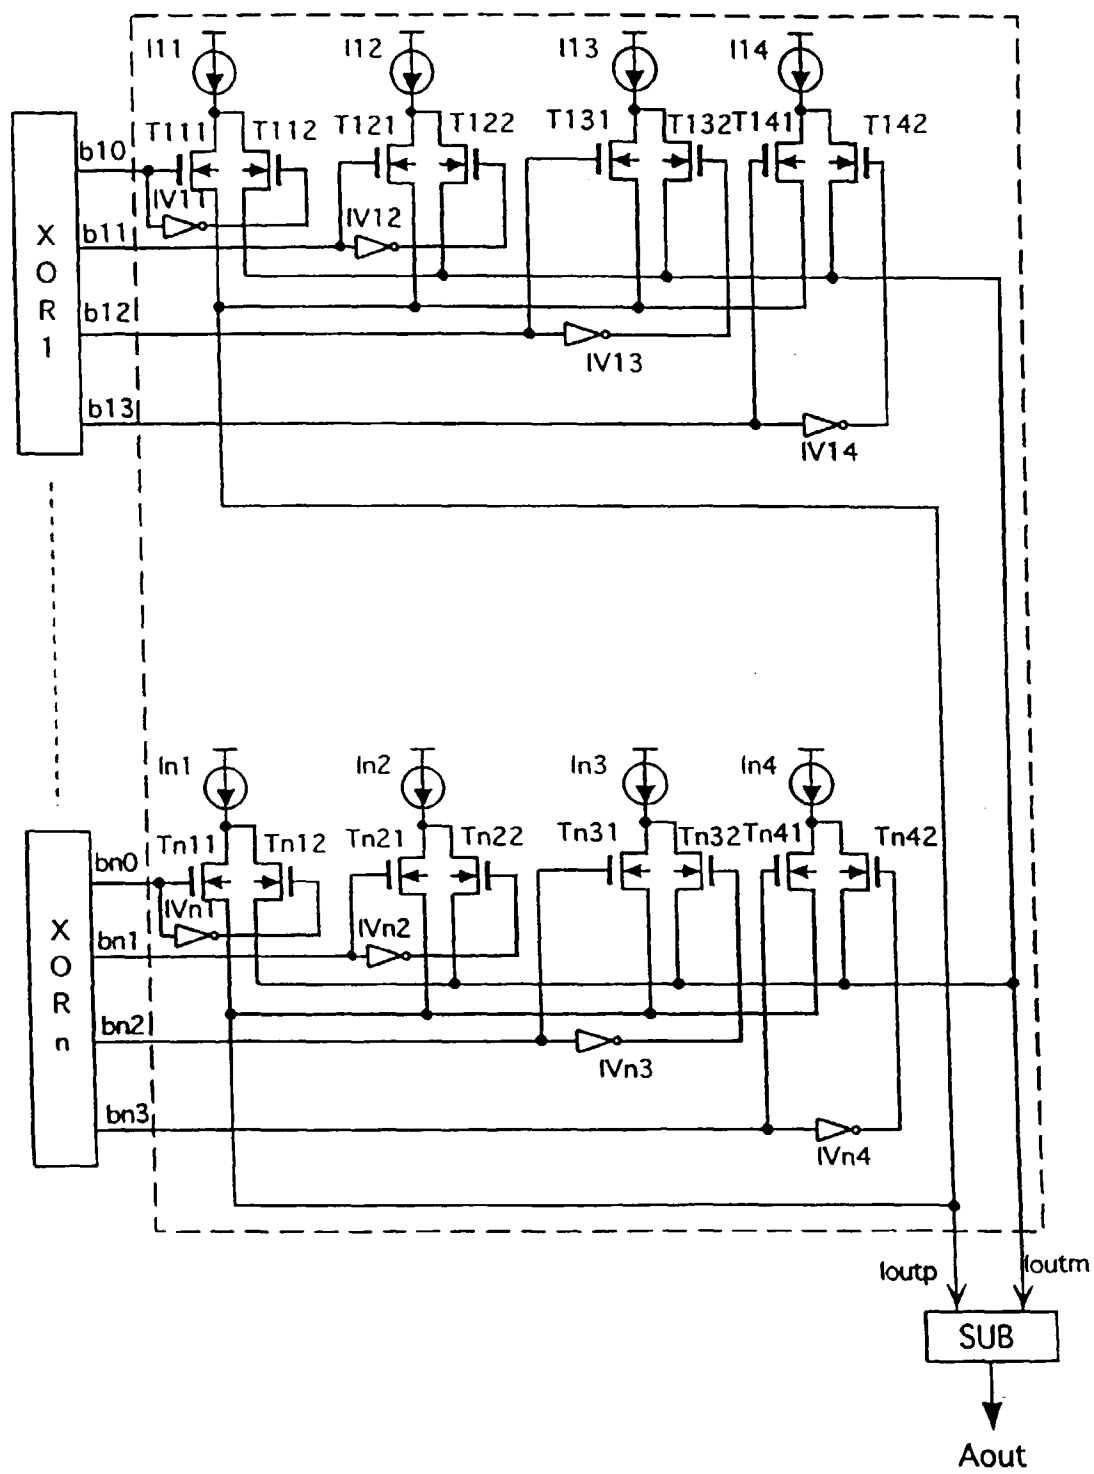 I11 I12 I13 I14
T111 T112 T121 T122 T131 T132 T141 T142
b10
IV11 IV12
XOR1
b11
b12
IV13
b13
IV14
In1 In2 In3 In4
Tn11 Tn12 Tn21 Tn22 Tn31 Tn32 Tn41 Tn42
bn0
IVn1 IVn2
XORn
bn1
bn2
IVn3
bn3
IVn4
Ioutp Ioutm
SUB
Aout